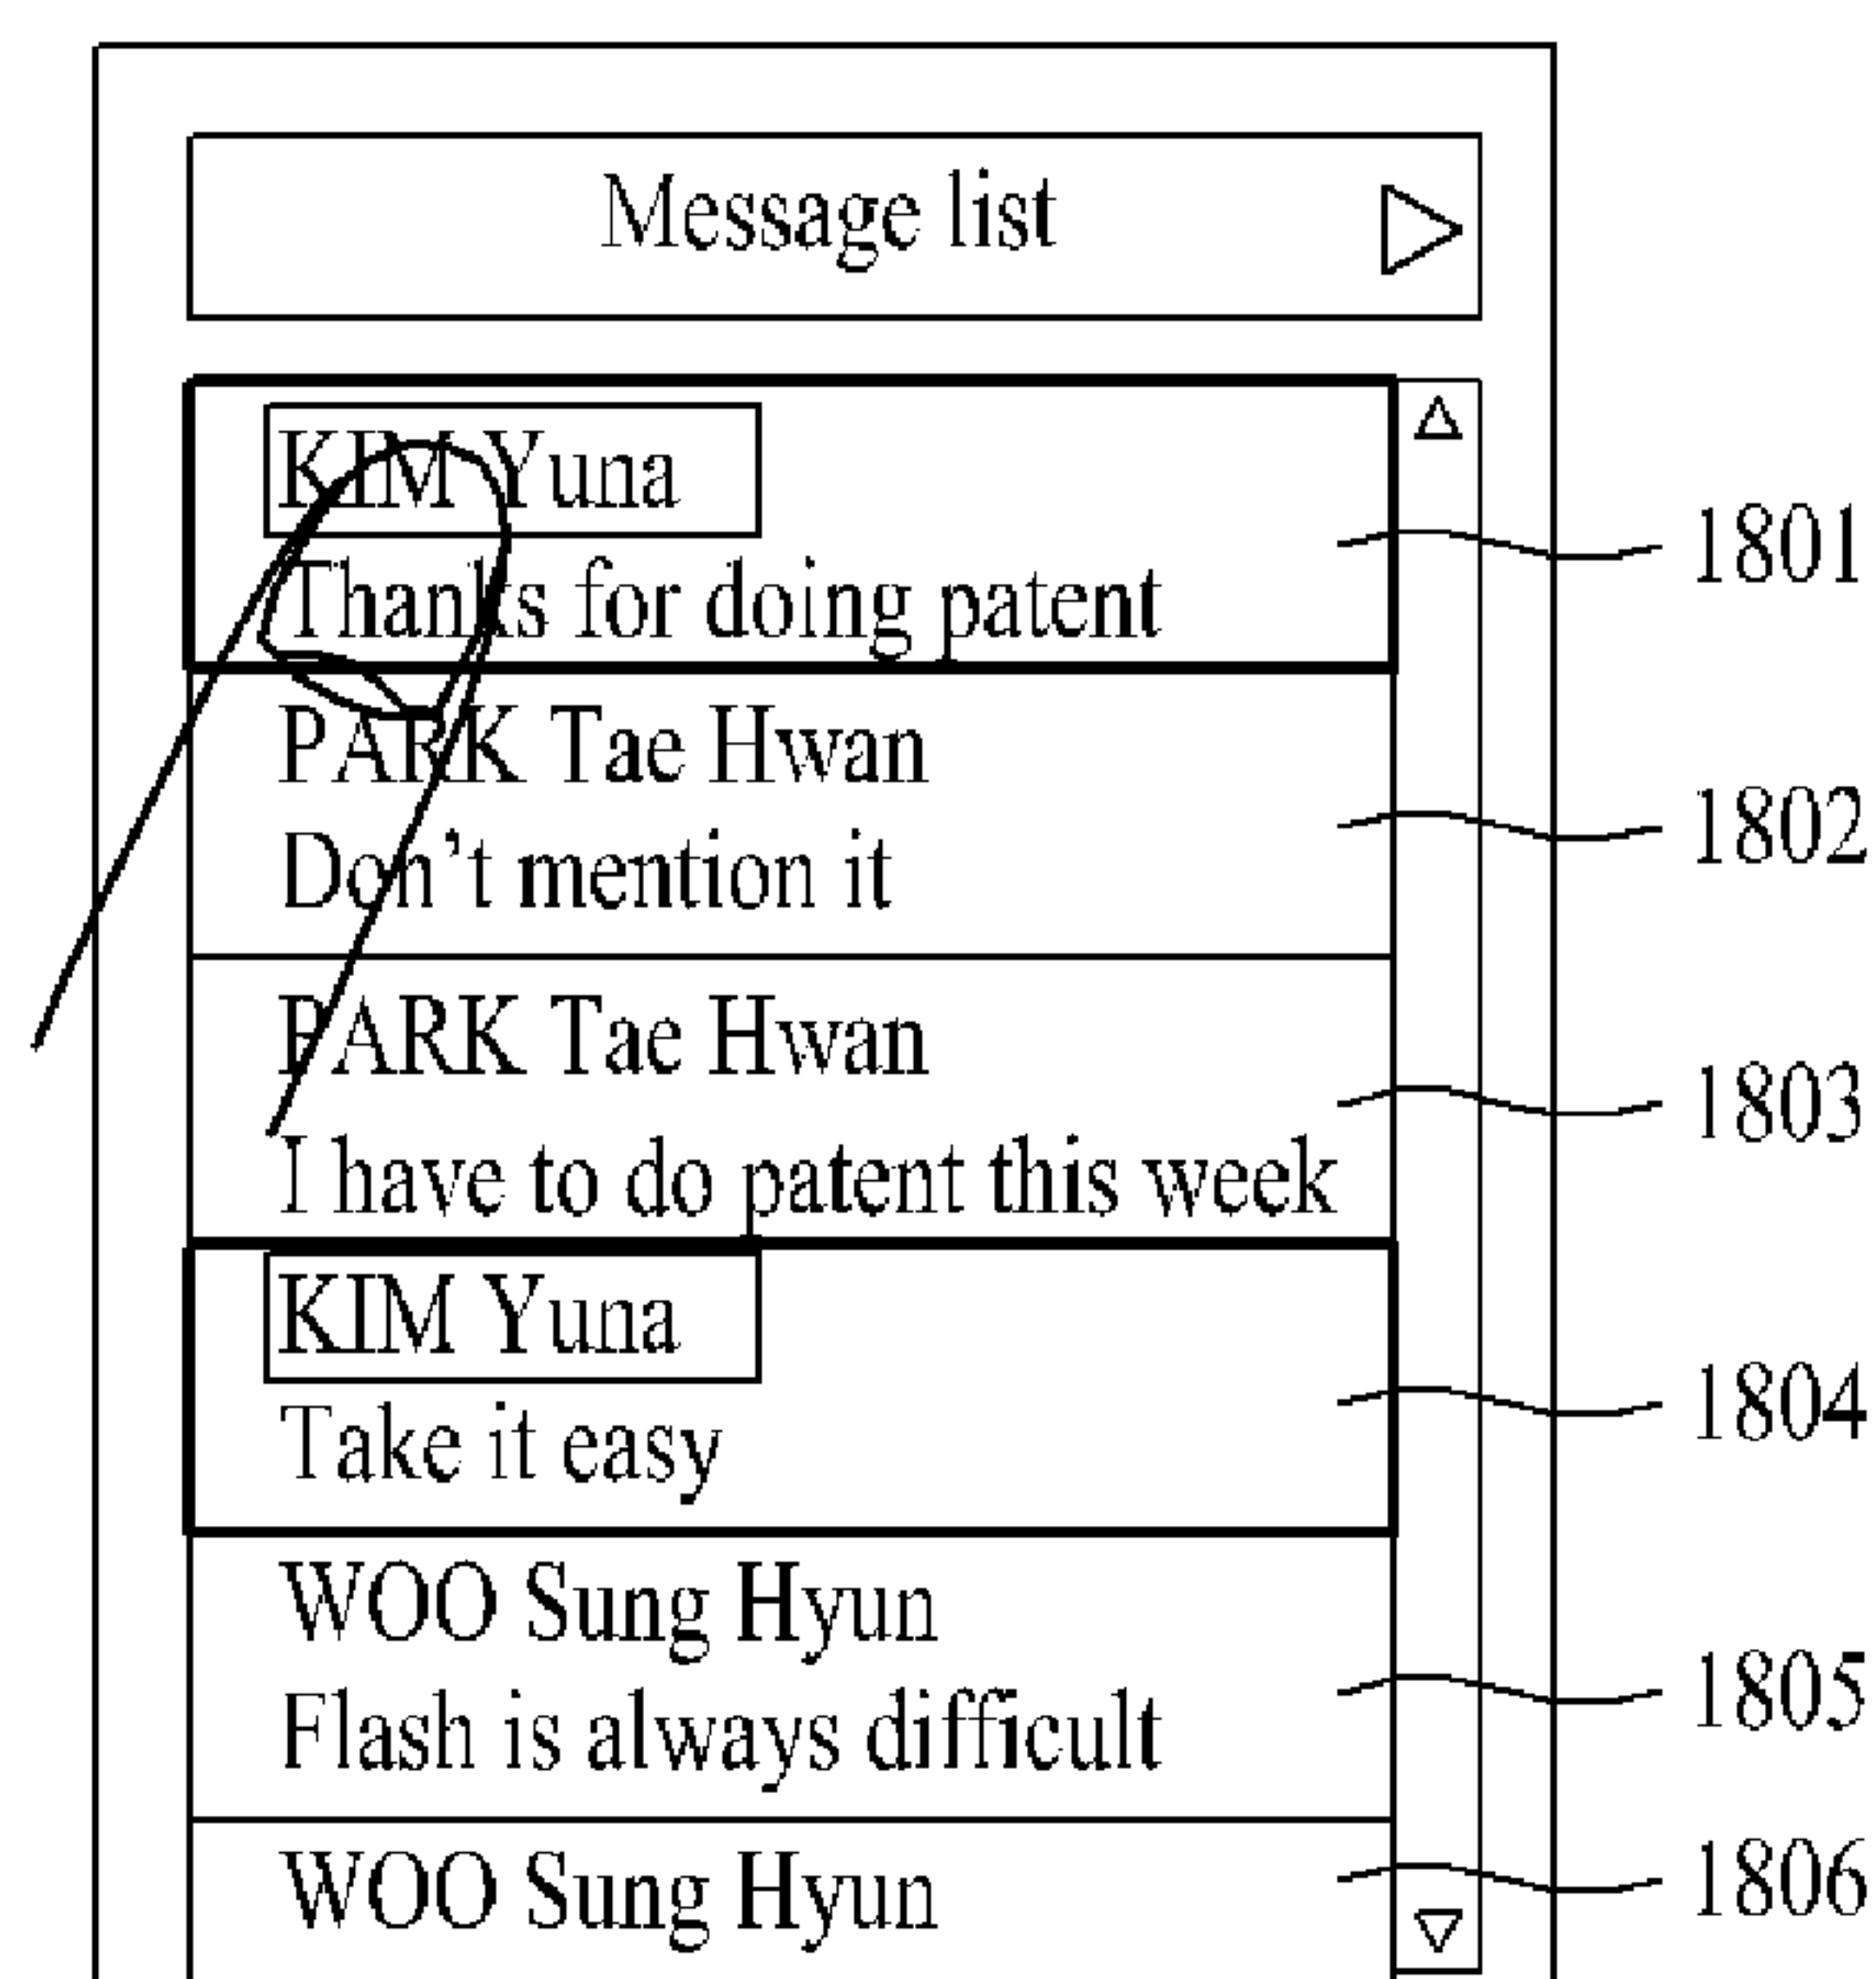 Message list
KIM Yuna
Thanks for doing patent
1801
PARK Tae Hwan
Don't mention it
1802
PARK Tae Hwan
I have to do patent this week
1803
KIM Yuna
Take it easy
1804
WOO Sung Hyun
Flash is always difficult
1805
WOO Sung Hyun
1806